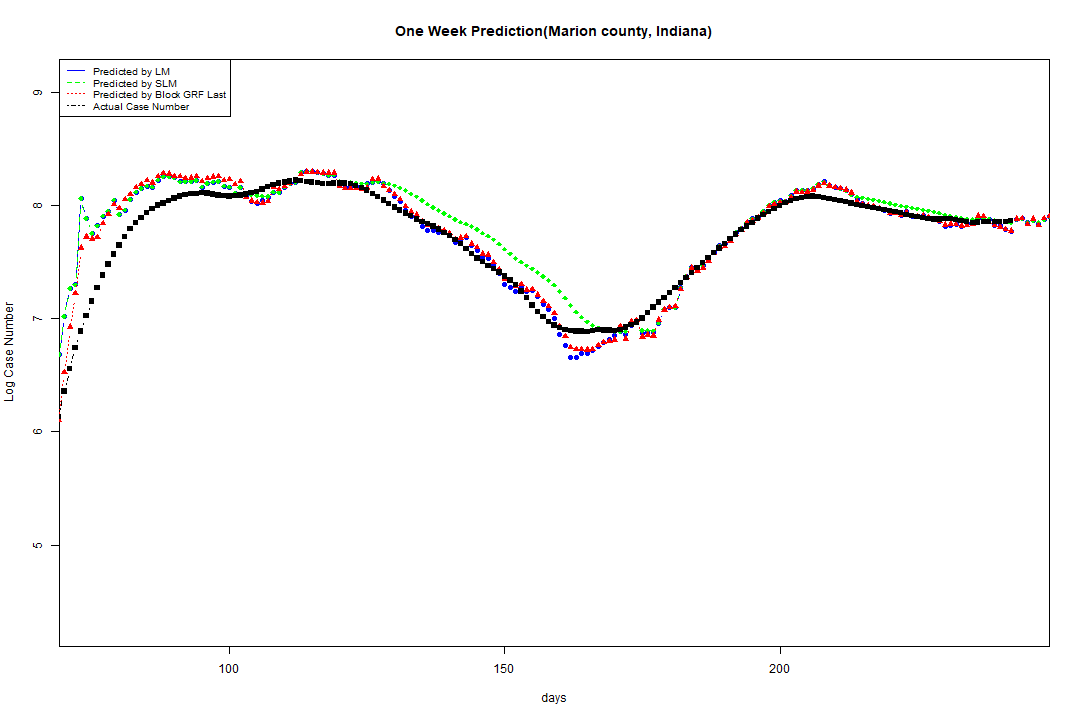 One Week Prediction(Marion county, Indiana)
Predicted by LM
Predicted by SLM
Predicted by Block GRF Last
Actual Case Number
Log Case Number
9
8
7
6
5
100 150 200
days